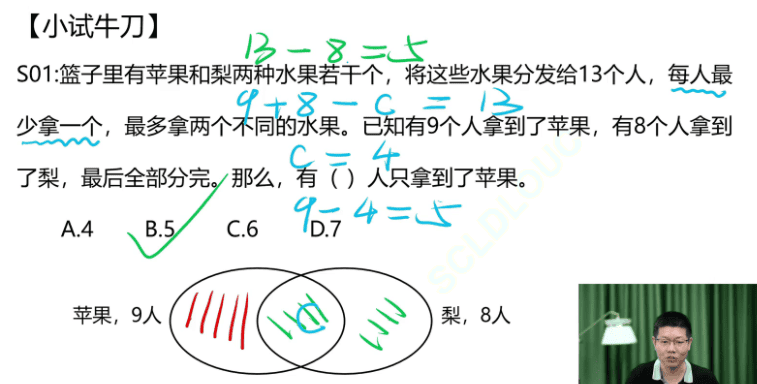 【小试牛刀】
13-8=5
S01:篮子里有苹果和梨两种水果若干个，将这些水果分发给13个人，每人最
9+8-c=13
少拿一个，最多拿两个不同的水果。已知有9个人拿到了苹果，有8个人拿到
c=4
了梨，最后全部分完。那么，有（ ）人只拿到了苹果。
9-4=5
A.4 B.5 C.6 D.7
苹果，9人 C 梨，8人